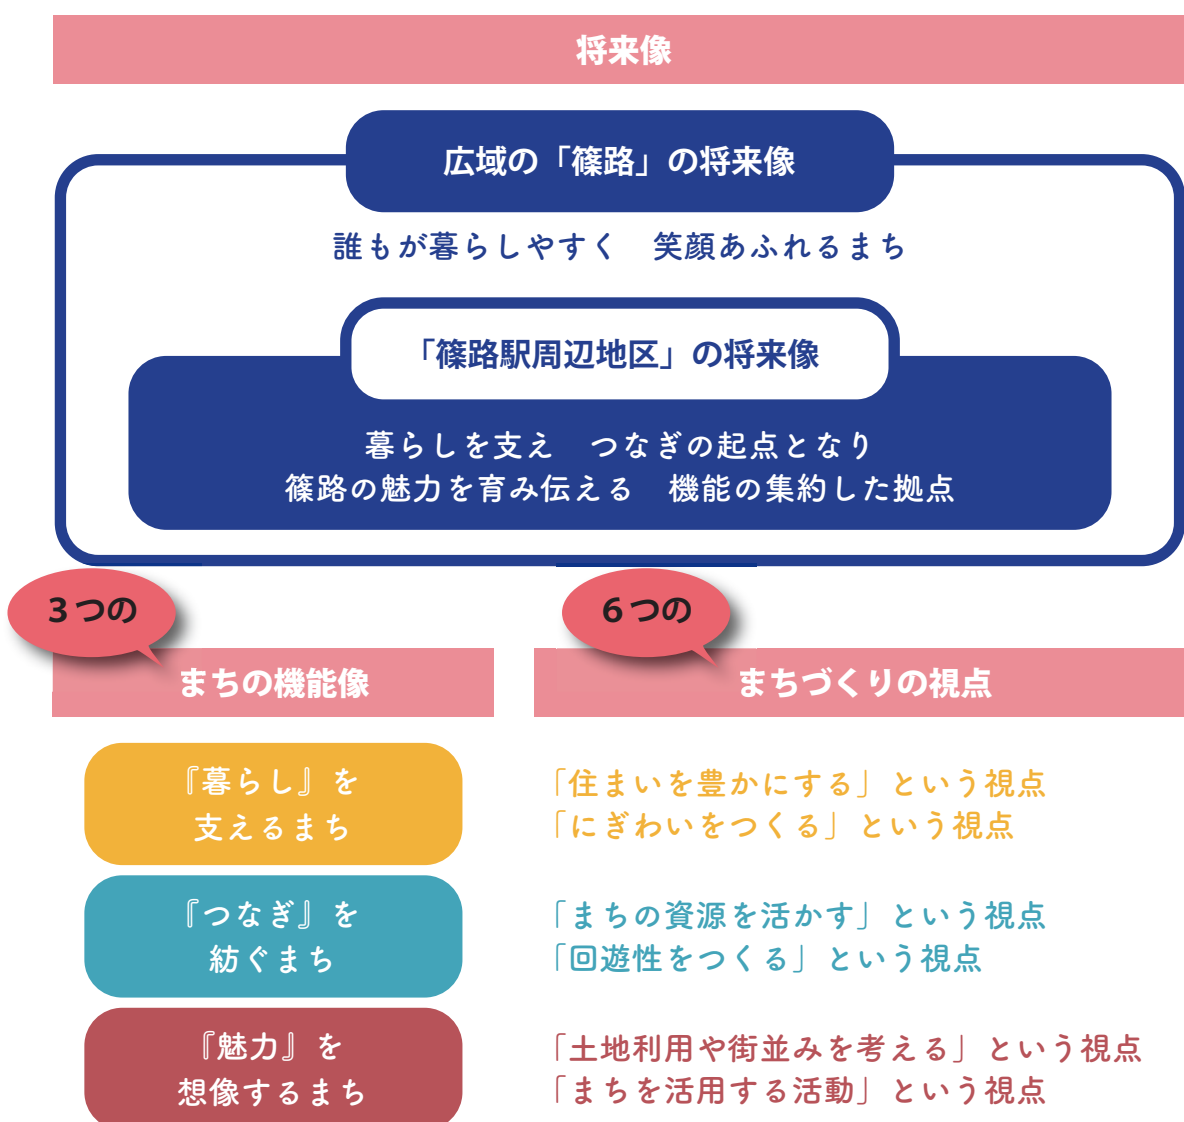 将来像
広域の「篠路」の将来像
誰もが暮らしやすく　笑顔あふれるまち
「篠路駅周辺地区」の将来像
暮らしを支え　つなぎの起点となり
篠路の魅力を育み伝える　機能の集約した拠点
3つの
まちの機能像
『暮らし』を
支えるまち
『つなぎ』を
紡ぐまち
『魅力』を
想像するまち
6つの
まちづくりの視点
「住まいを豊かにする」という視点
「にぎわいをつくる」という視点
「まちの資源を活かす」という視点
「回遊性をつくる」という視点
「土地利用や街並みを考える」という視点
「まちを活用する活動」という視点